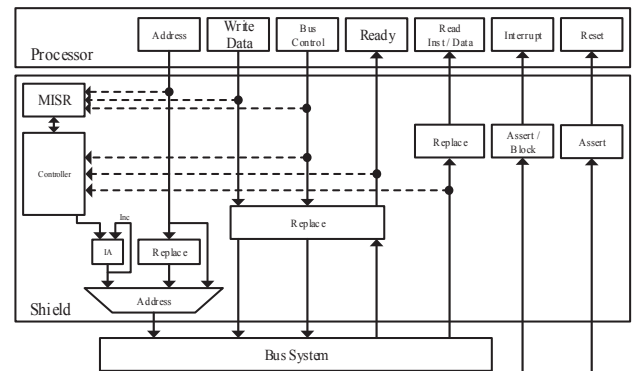 Address
Write
Data
Bus
Control
Ready
Read
Inst / Data
Interrupt
Reset
Processor
MISR
Controller
Replace
Assert /
Block
Assert
Inc
Replace
IA
Replace
Address
Shield
Bus System